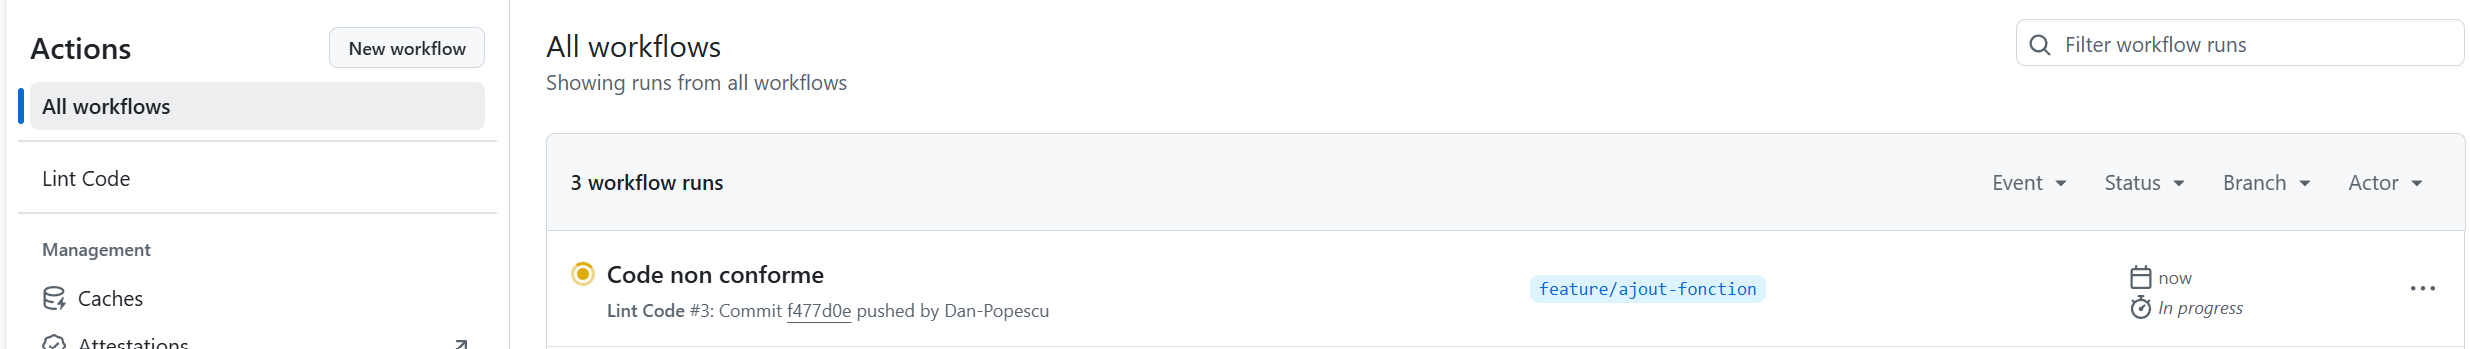 Actions
New workflow
All workflows
Lint Code
Management
Caches
Attestations
All workflows
Showing runs from all workflows
Filter workflow runs
3 workflow runs
Event
Status
Branch
Actor
Code non conforme
Lint Code #3: Commit f477d0e pushed by Dan-Popescu
feature/ajout-fonction
now
In progress